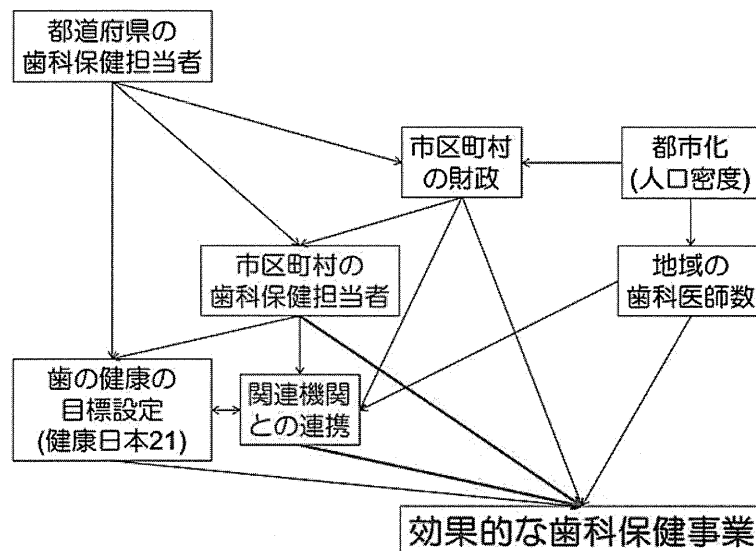 都道府県の
歯科保健担当者
市区町村
の財政
都市化
(人口密度)
市区町村の
歯科保健担当者
地域の
歯科医師数
歯の健康の
目標設定
(健康日本21)
関連機関
との連携
効果的な歯科保健事業